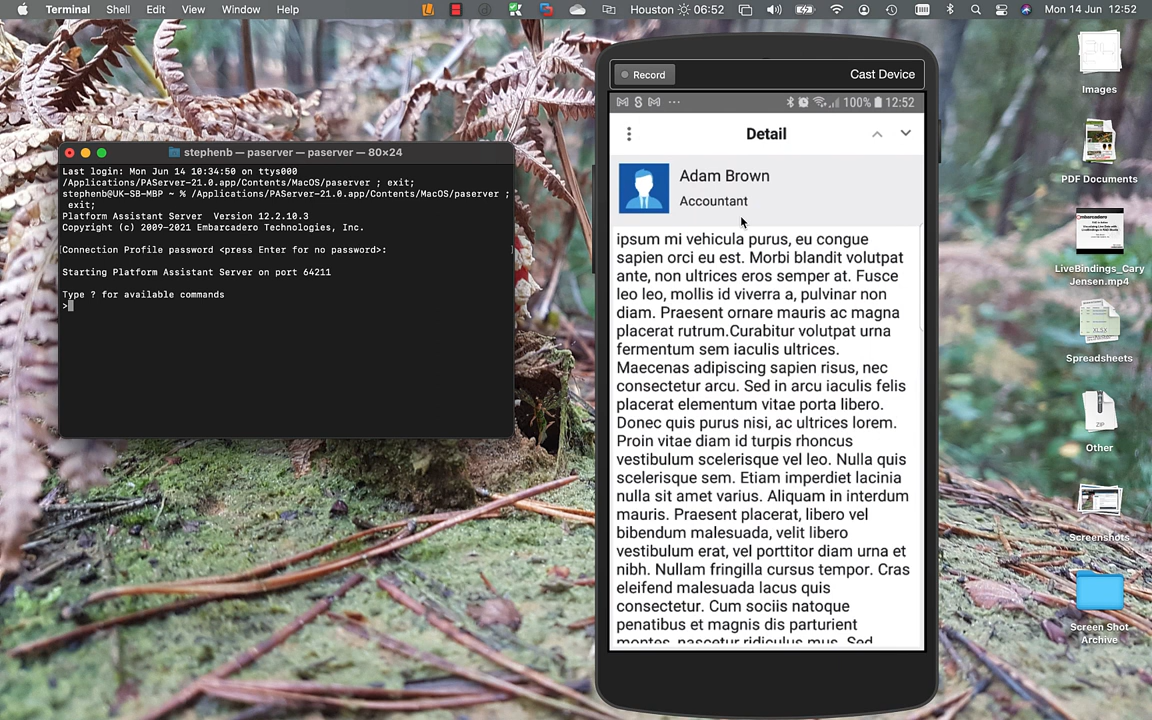 Terminal Shell Edit View Window Help
Houston 06:52
Mon 14 Jun 12:52
stephenb — paserver — paserver — 80×24
Last login: Mon Jun 14 10:34:50 on ttys000
/Applications/PAServer-21.0.app/Contents/MacOS/paserver ; exit;
stephenb@UK-SB-MBP ~ % /Applications/PAServer-21.0.app/Contents/MacOS/paserver ;
exit;
Platform Assistant Server Version 12.2.10.3
Copyright (c) 2009-2021 Embarcadero Technologies, Inc.
Connection Profile password <press Enter for no password>:
Starting Platform Assistant Server on port 64211
Type ? for available commands
>
Record
Cast Device
100% 12:52
Detail
Adam Brown
Accountant
ipsum mi vehicula purus, eu congue
sapien orci eu est. Morbi blandit volutpat
ante, non ultrices eros semper at. Fusce
leo leo, mollis id viverra a, pulvinar non
diam. Praesent ornare mauris ac magna
placerat rutrum.Curabitur volutpat urna
fermentum sem iaculis ultrices.
Maecenas adipiscing sapien risus, nec
consectetur arcu. Sed in arcu iaculis felis
placerat elementum vitae porta libero.
Donec quis purus nisi, ac ultrices lorem.
Proin vitae diam id turpis rhoncus
vestibulum scelerisque vel leo. Nulla quis
scelerisque sem. Etiam imperdiet lacinia
nulla sit amet varius. Aliquam in interdum
mauris. Praesent placerat, libero vel
bibendum malesuada, velit libero
vestibulum erat, vel porttitor diam urna et
nibh. Nullam fringilla cursus tempor. Cras
eleifend malesuada lacus quis
consectetur. Cum sociis natoque
penatibus et magnis dis parturient
montes, nascetur ridiculus mus. Sed
Images
PDF Documents
LiveBindings_Cary
Jensen.mp4
XLSX
Spreadsheets
ZIP
Other
Screenshots
Screen Shot
Archive